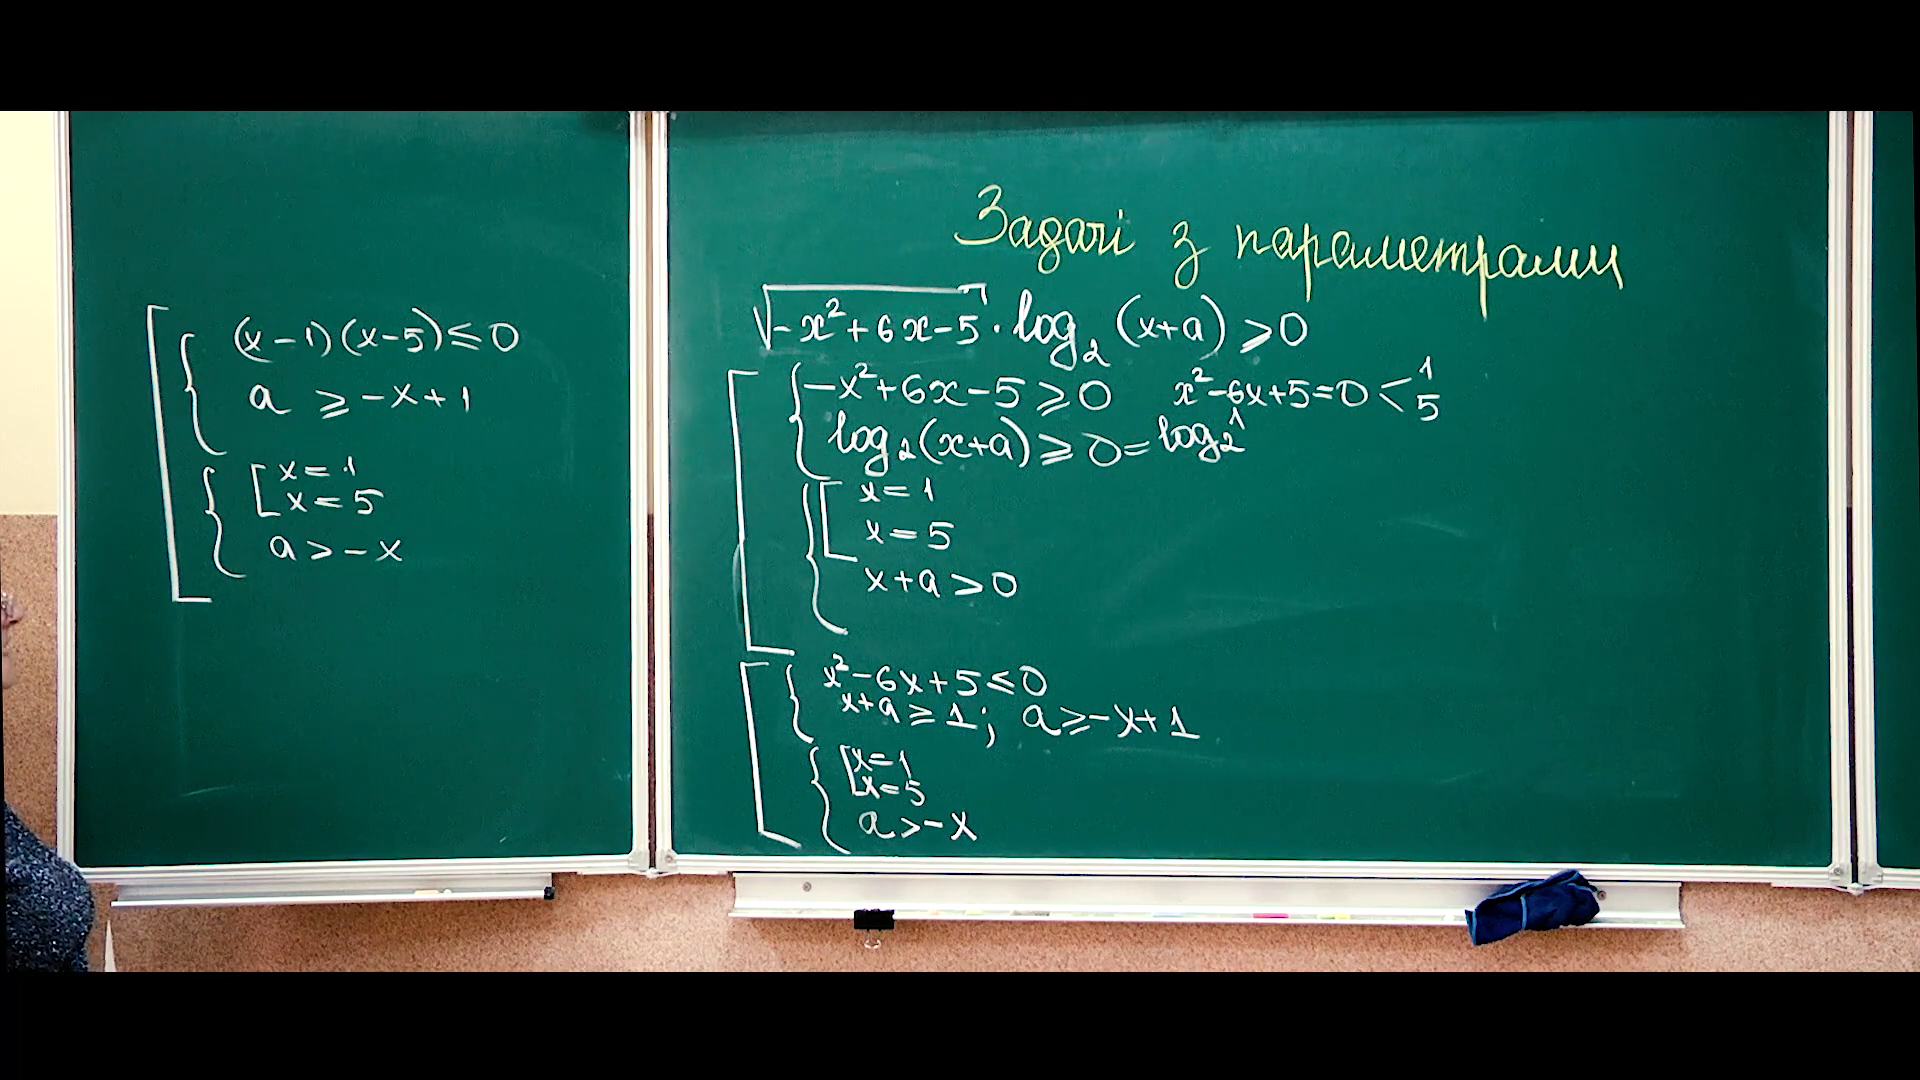 (x-1)(x-5)≤0
a ≥ -x+1
x=1
x=5
a>-x
Задачі з параметрами
√-x²+6x-5 · log₂(x+a) ≥0
-x²+6x-5≥0 x²-6x+5=0 < 1 5
log₂(x+a)≥0=log₂1
x=1
x=5
x+a>0
x²-6x+5≤0
x+a≥1; a≥-x+1
x=1
x=5
a>-x